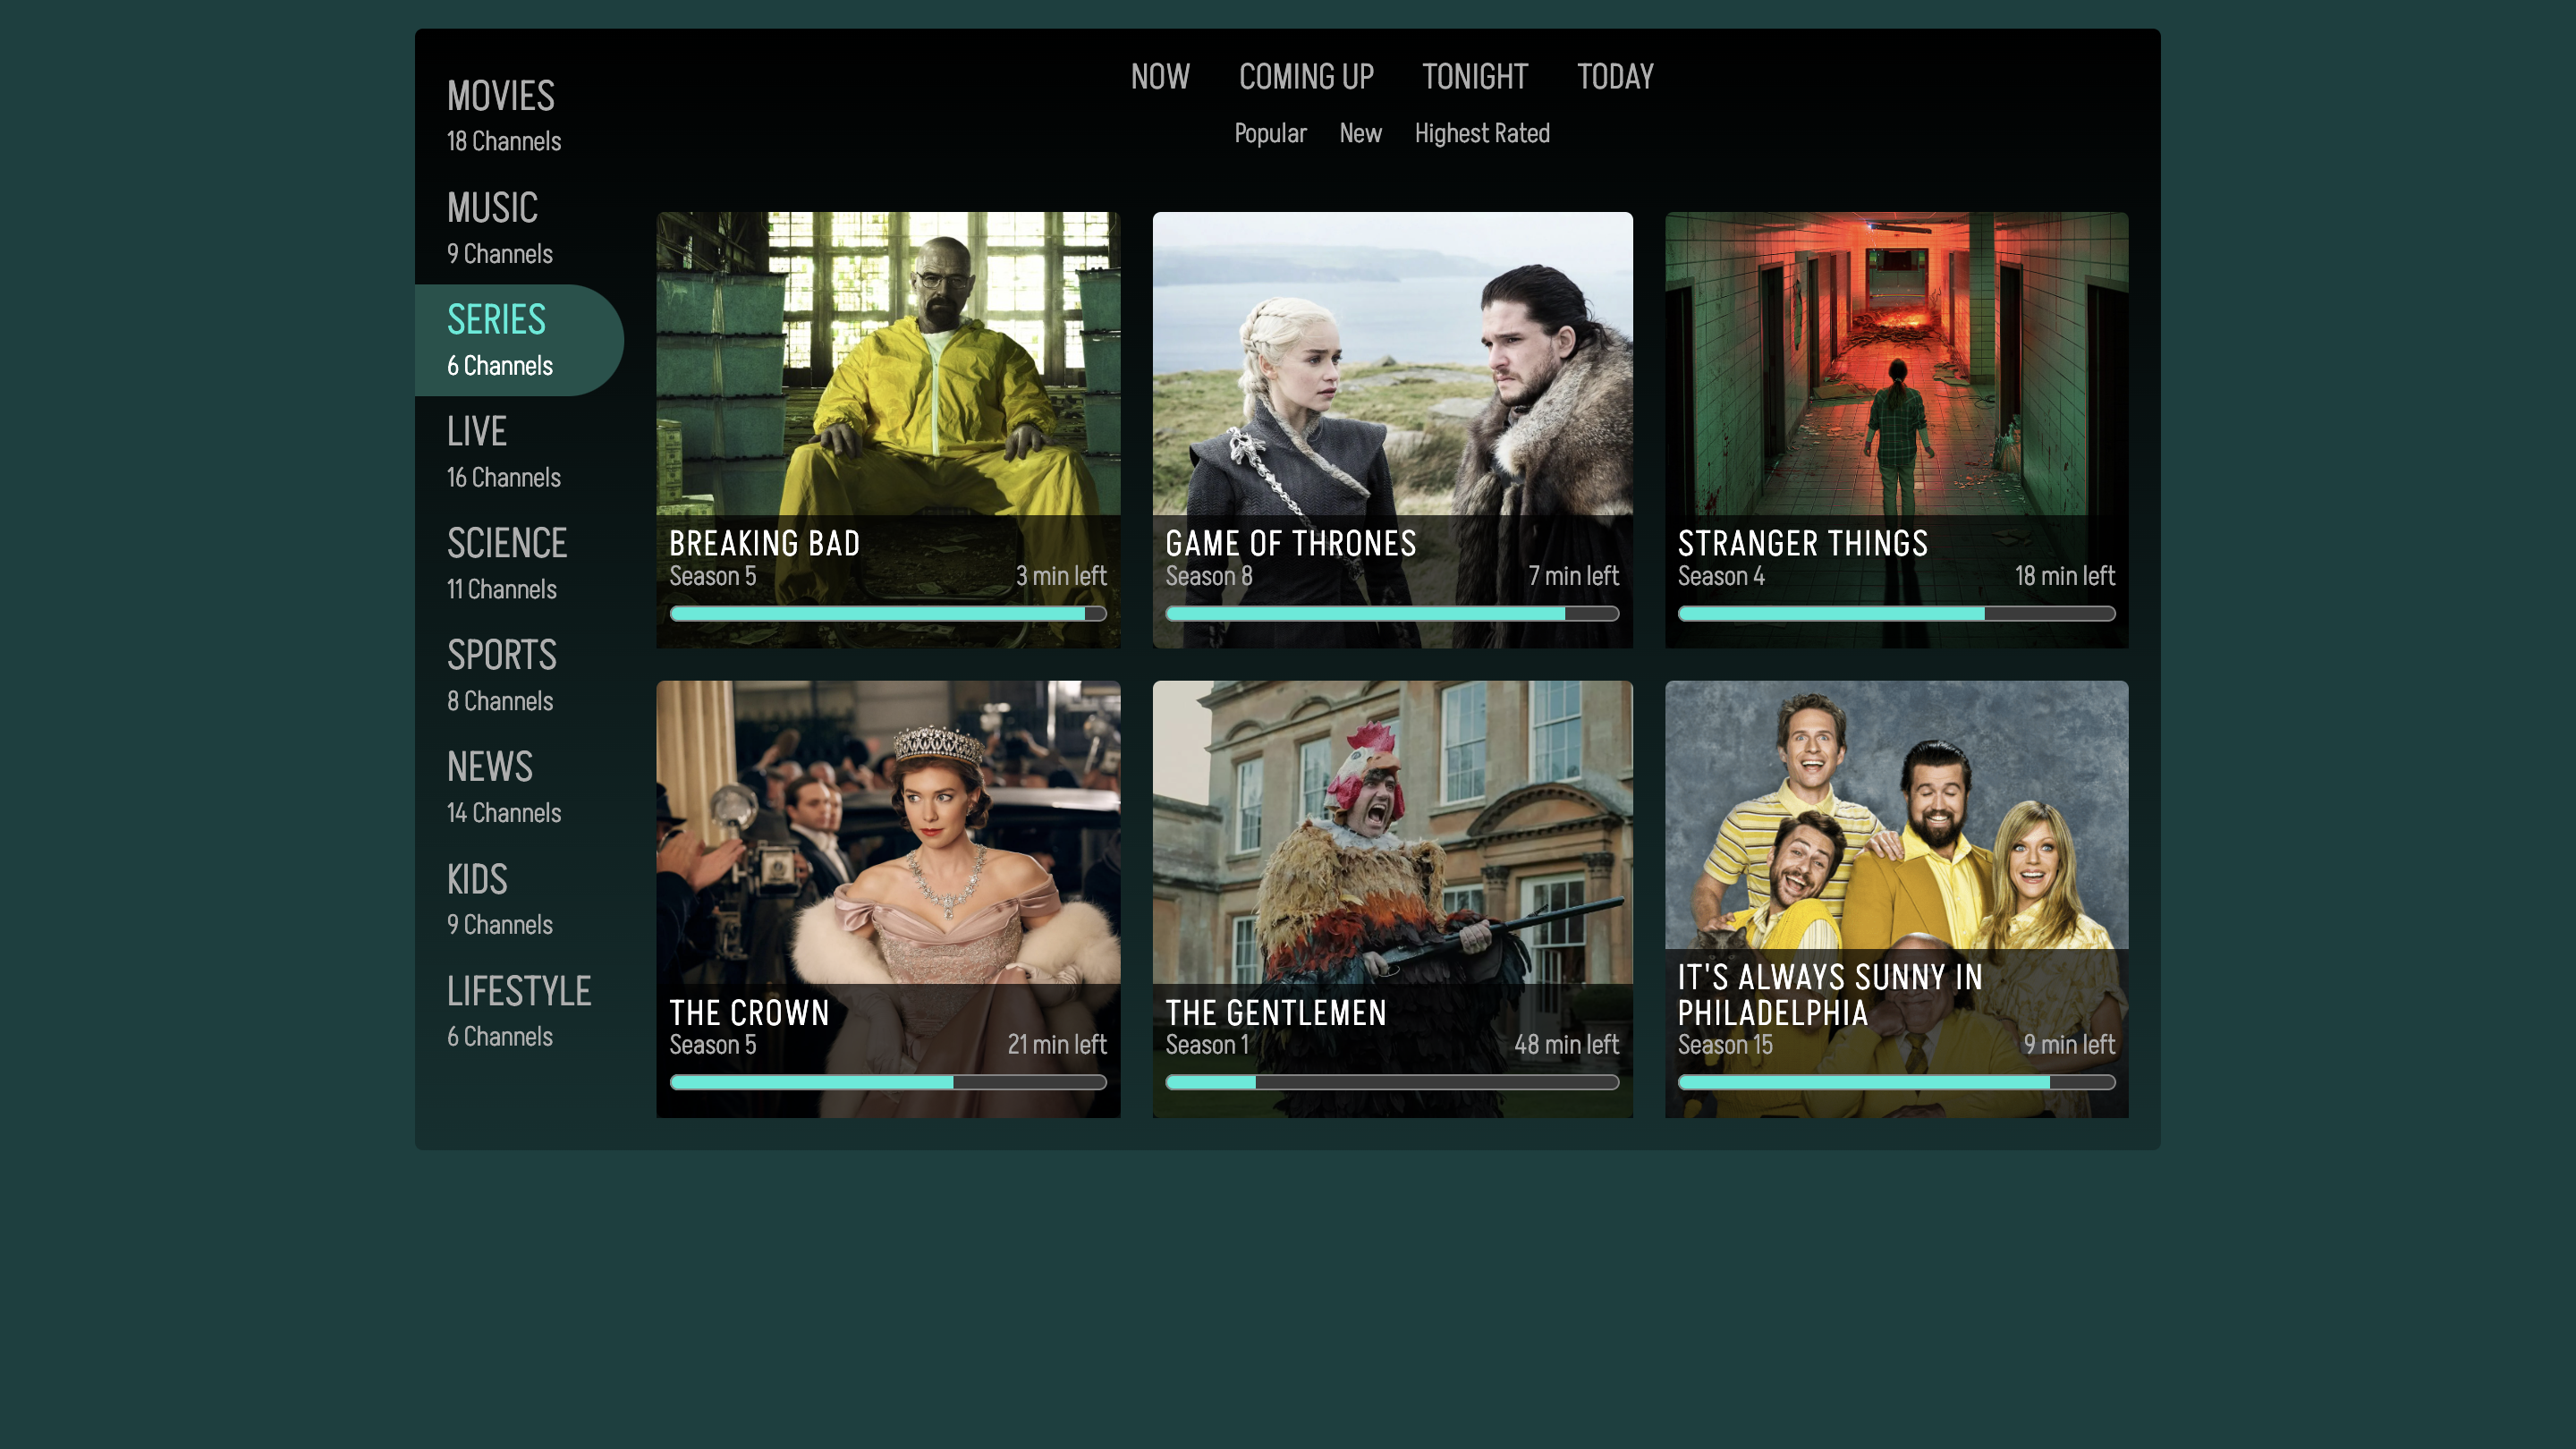 MOVIES
18 Channels
MUSIC
9 Channels
SERIES
6 Channels
LIVE
16 Channels
SCIENCE
11 Channels
SPORTS
8 Channels
NEWS
14 Channels
KIDS
9 Channels
LIFESTYLE
6 Channels
NOW COMING UP TONIGHT TODAY
Popular New Highest Rated
BREAKING BAD
Season 5 3 min left
GAME OF THRONES
Season 8 7 min left
STRANGER THINGS
Season 4 18 min left
THE CROWN
Season 5 21 min left
THE GENTLEMEN
Season 1 48 min left
IT'S ALWAYS SUNNY IN
PHILADELPHIA
Season 15 9 min left